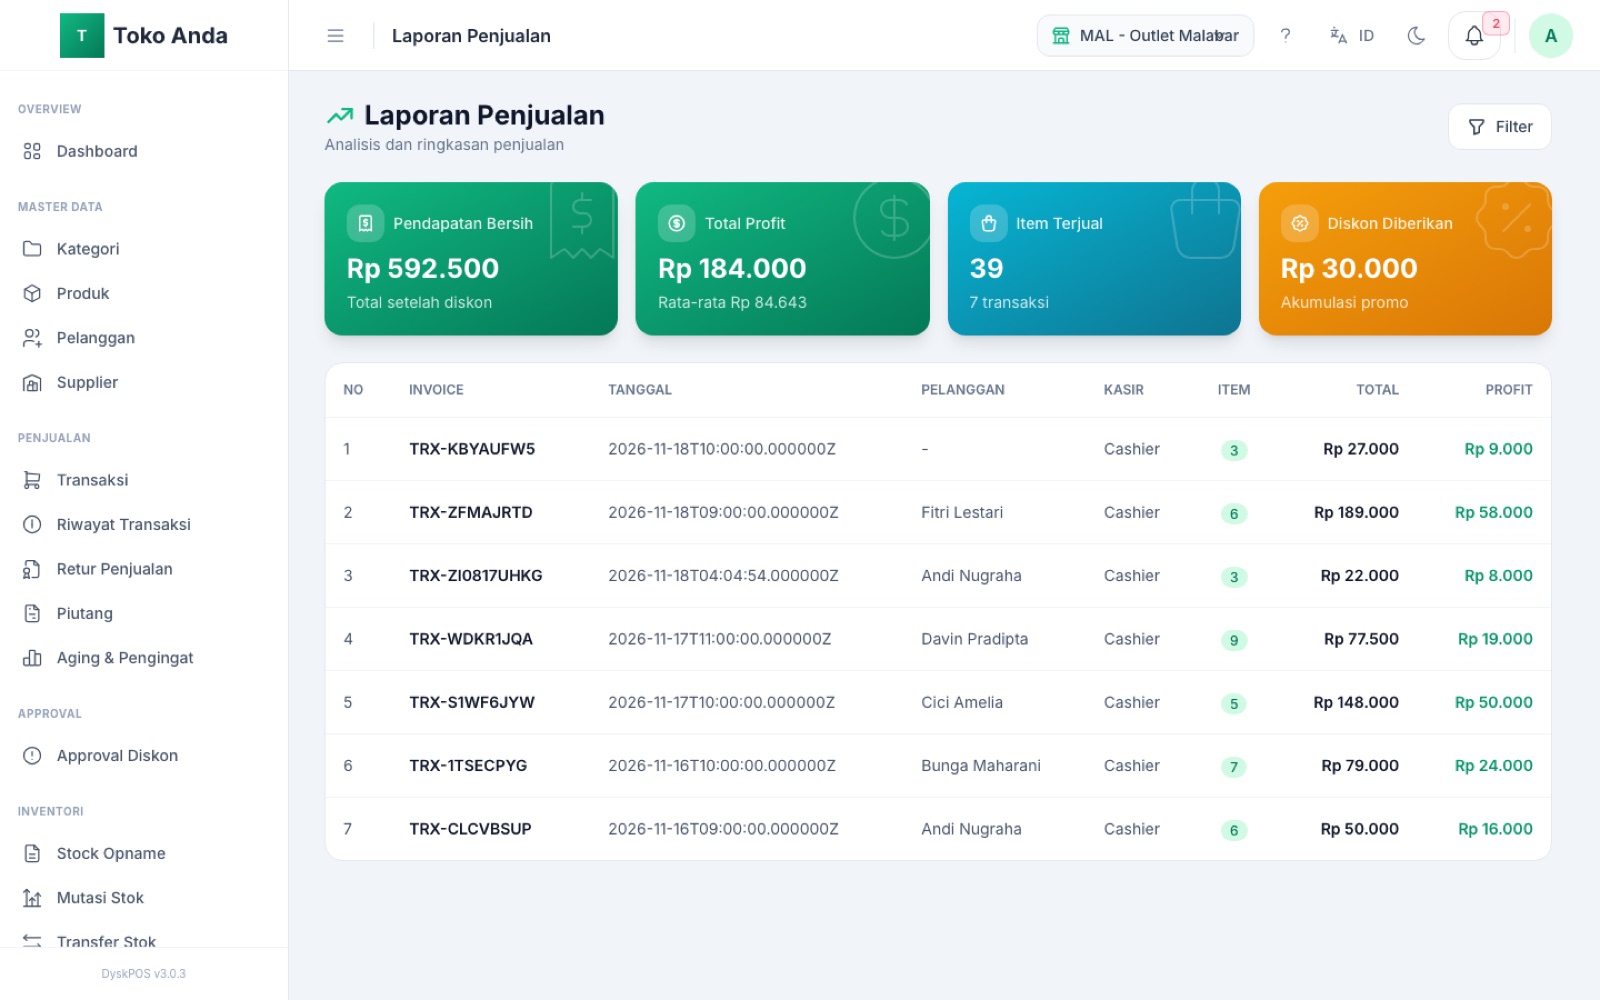 T Toko Anda
Laporan Penjualan
MAL - Outlet Malabar
?
ID
2
A
OVERVIEW
Dashboard
MASTER DATA
Kategori
Produk
Pelanggan
Supplier
PENJUALAN
Transaksi
Riwayat Transaksi
Retur Penjualan
Piutang
Aging & Pengingat
APPROVAL
Approval Diskon
INVENTORI
Stock Opname
Mutasi Stok
Transfer Stok
DyskPOS v3.0.3
Laporan Penjualan
Analisis dan ringkasan penjualan
Filter
Pendapatan Bersih
Rp 592.500
Total setelah diskon
Total Profit
Rp 184.000
Rata-rata Rp 84.643
Item Terjual
39
7 transaksi
Diskon Diberikan
Rp 30.000
Akumulasi promo
NO INVOICE TANGGAL PELANGGAN KASIR ITEM TOTAL PROFIT
1 TRX-KBYAUFW5 2026-11-18T10:00:00.000000Z - Cashier 3 Rp 27.000 Rp 9.000
2 TRX-ZFMAJRTD 2026-11-18T09:00:00.000000Z Fitri Lestari Cashier 6 Rp 189.000 Rp 58.000
3 TRX-ZI0817UHKG 2026-11-18T04:04:54.000000Z Andi Nugraha Cashier 3 Rp 22.000 Rp 8.000
4 TRX-WDKR1JQA 2026-11-17T11:00:00.000000Z Davin Pradipta Cashier 9 Rp 77.500 Rp 19.000
5 TRX-S1WF6JYW 2026-11-17T10:00:00.000000Z Cici Amelia Cashier 5 Rp 148.000 Rp 50.000
6 TRX-1TSECPYG 2026-11-16T10:00:00.000000Z Bunga Maharani Cashier 7 Rp 79.000 Rp 24.000
7 TRX-CLCVBSUP 2026-11-16T09:00:00.000000Z Andi Nugraha Cashier 6 Rp 50.000 Rp 16.000